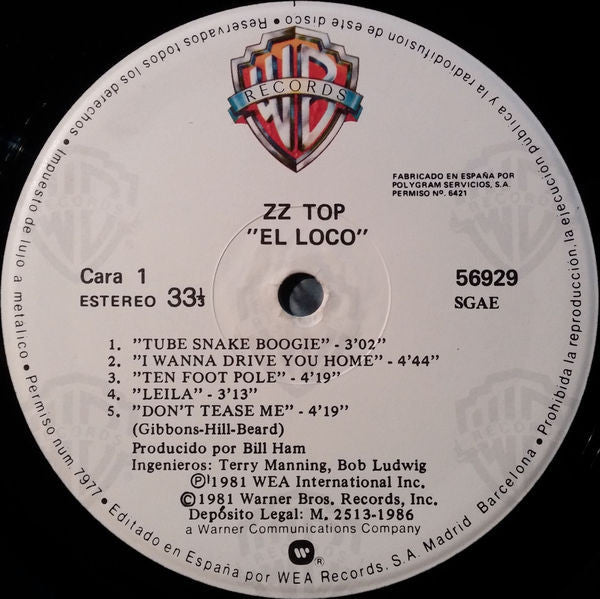 WB
RECORDS
FABRICADO EN ESPAÑA POR
POLYGRAM SERVICIOS, S.A.
PERMISO Nº. 6421
ZZ TOP
"EL LOCO"
Cara 1
ESTEREO 33⅓
56929
SGAE
1. "TUBE SNAKE BOOGIE" - 3'02"
2. "I WANNA DRIVE YOU HOME" - 4'44"
3. "TEN FOOT POLE" - 4'19"
4. "LEILA" - 3'13"
5. "DON'T TEASE ME" - 4'19"
(Gibbons-Hill-Beard)
Producido por Bill Ham
Ingenieros: Terry Manning, Bob Ludwig
Ⓟ1981 WEA International Inc.
©1981 Warner Bros. Records, Inc.
Depósito Legal: M. 2513-1986
a Warner Communications Company
W ®
• Editado en España por WEA Records, S.A. Madrid Barcelona • Prohibida la reproducción, la ejecución pública y la radiodifusion de este disco • Reservados todos los derechos • Impuesto de lujo a metalico • Permiso num. 7977